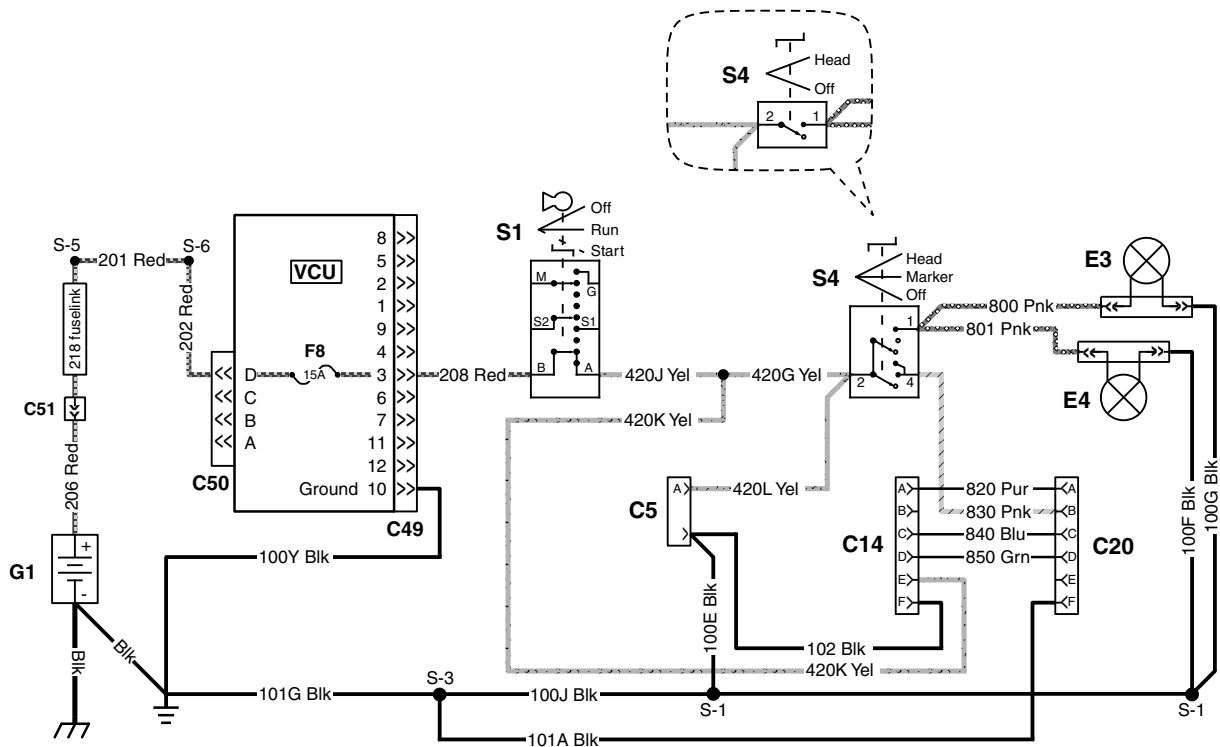 S4
Head
Off
2
1
S1
Off
Run
Start
M
G
S2
S1
B
A
S-5
201 Red
S-6
218 fuselink
202 Red
C51
206 Red
G1
+
-
Blk
Blk
VCU
F8
15A
D
C
B
A
C50
8
5
2
1
9
4
3
6
7
11
12
Ground 10
C49
208 Red
420J Yel
420G Yel
420K Yel
S4
Head
Marker
Off
1
2
4
800 Pnk
801 Pnk
E3
E4
C5
A
420L Yel
C14
A
B
C
D
E
F
820 Pur
830 Pnk
840 Blu
850 Grn
A
B
C
D
E
F
C20
100F Blk
100G Blk
100Y Blk
100E Blk
102 Blk
420K Yel
101G Blk
S-3
100J Blk
S-1
S-1
101A Blk